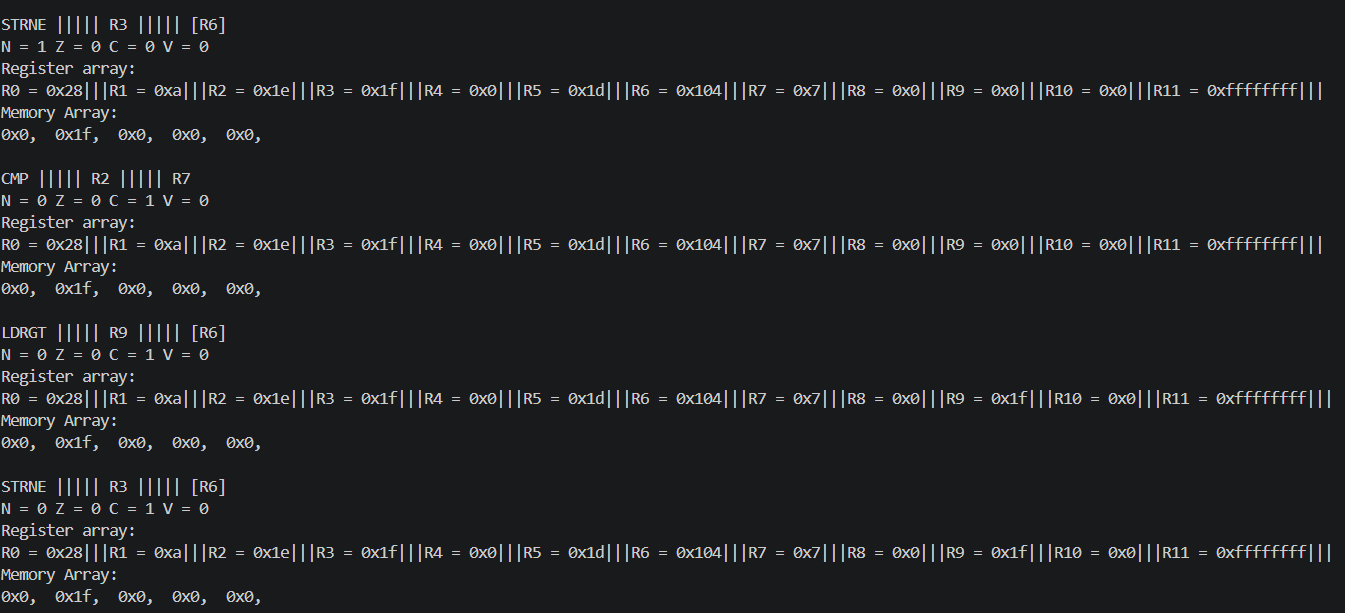 STRNE ||||| R3 ||||| [R6]
N = 1 Z = 0 C = 0 V = 0
Register array:
R0 = 0x28|||R1 = 0xa|||R2 = 0x1e|||R3 = 0x1f|||R4 = 0x0|||R5 = 0x1d|||R6 = 0x104|||R7 = 0x7|||R8 = 0x0|||R9 = 0x0|||R10 = 0x0|||R11 = 0xffffffff|||
Memory Array:
0x0,  0x1f,  0x0,  0x0,  0x0,
CMP ||||| R2 ||||| R7
N = 0 Z = 0 C = 1 V = 0
Register array:
R0 = 0x28|||R1 = 0xa|||R2 = 0x1e|||R3 = 0x1f|||R4 = 0x0|||R5 = 0x1d|||R6 = 0x104|||R7 = 0x7|||R8 = 0x0|||R9 = 0x0|||R10 = 0x0|||R11 = 0xffffffff|||
Memory Array:
0x0,  0x1f,  0x0,  0x0,  0x0,
LDRGT ||||| R9 ||||| [R6]
N = 0 Z = 0 C = 1 V = 0
Register array:
R0 = 0x28|||R1 = 0xa|||R2 = 0x1e|||R3 = 0x1f|||R4 = 0x0|||R5 = 0x1d|||R6 = 0x104|||R7 = 0x7|||R8 = 0x0|||R9 = 0x1f|||R10 = 0x0|||R11 = 0xffffffff|||
Memory Array:
0x0,  0x1f,  0x0,  0x0,  0x0,
STRNE ||||| R3 ||||| [R6]
N = 0 Z = 0 C = 1 V = 0
Register array:
R0 = 0x28|||R1 = 0xa|||R2 = 0x1e|||R3 = 0x1f|||R4 = 0x0|||R5 = 0x1d|||R6 = 0x104|||R7 = 0x7|||R8 = 0x0|||R9 = 0x1f|||R10 = 0x0|||R11 = 0xffffffff|||
Memory Array:
0x0,  0x1f,  0x0,  0x0,  0x0,